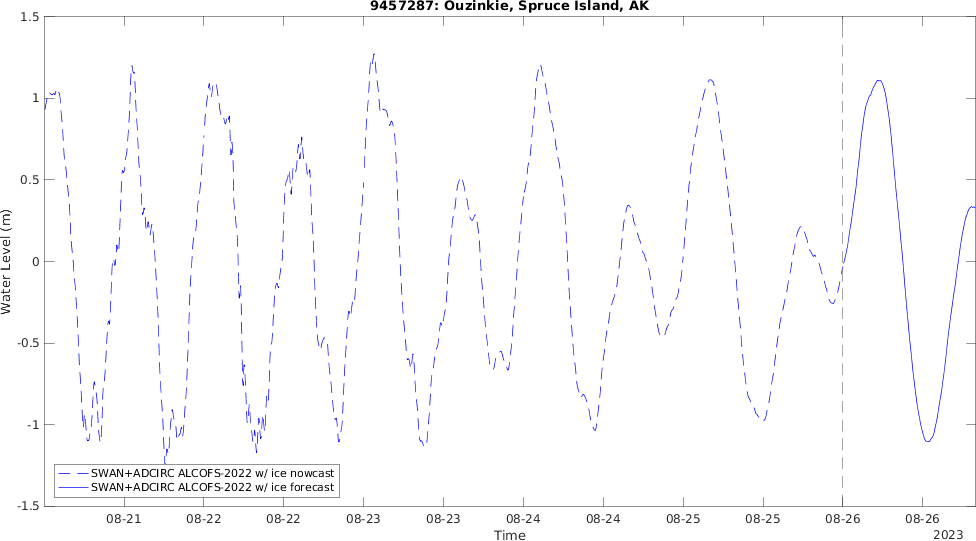 9457287: Ouzinkie, Spruce Island, AK
1.5
1
0.5
0
-0.5
-1
-1.5
Water Level (m)
SWAN+ADCIRC ALCOFS-2022 w/ ice nowcast
SWAN+ADCIRC ALCOFS-2022 w/ ice forecast
08-21 08-22 08-22 08-23 08-23 08-24 08-24 08-25 08-25 08-26 08-26
Time
2023